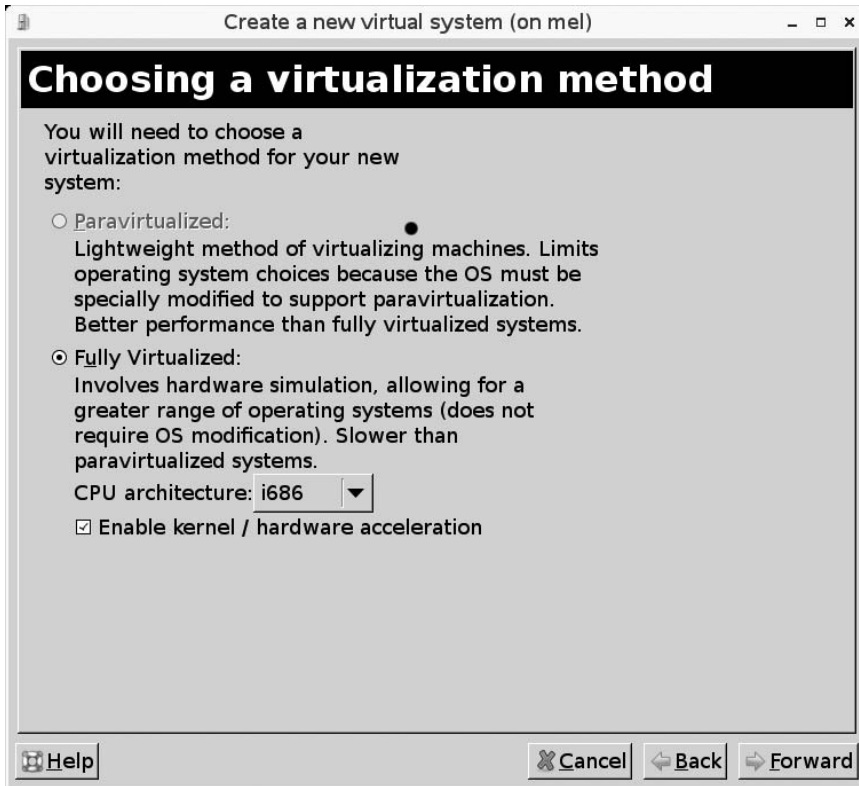 Create a new virtual system (on mel)
Choosing a virtualization method
You will need to choose a
virtualization method for your new
system:
Paravirtualized:
Lightweight method of virtualizing machines. Limits
operating system choices because the OS must be
specially modified to support paravirtualization.
Better performance than fully virtualized systems.
Fully Virtualized:
Involves hardware simulation, allowing for a
greater range of operating systems (does not
require OS modification). Slower than
paravirtualized systems.
CPU architecture: i686
Enable kernel / hardware acceleration
Help Cancel Back Forward